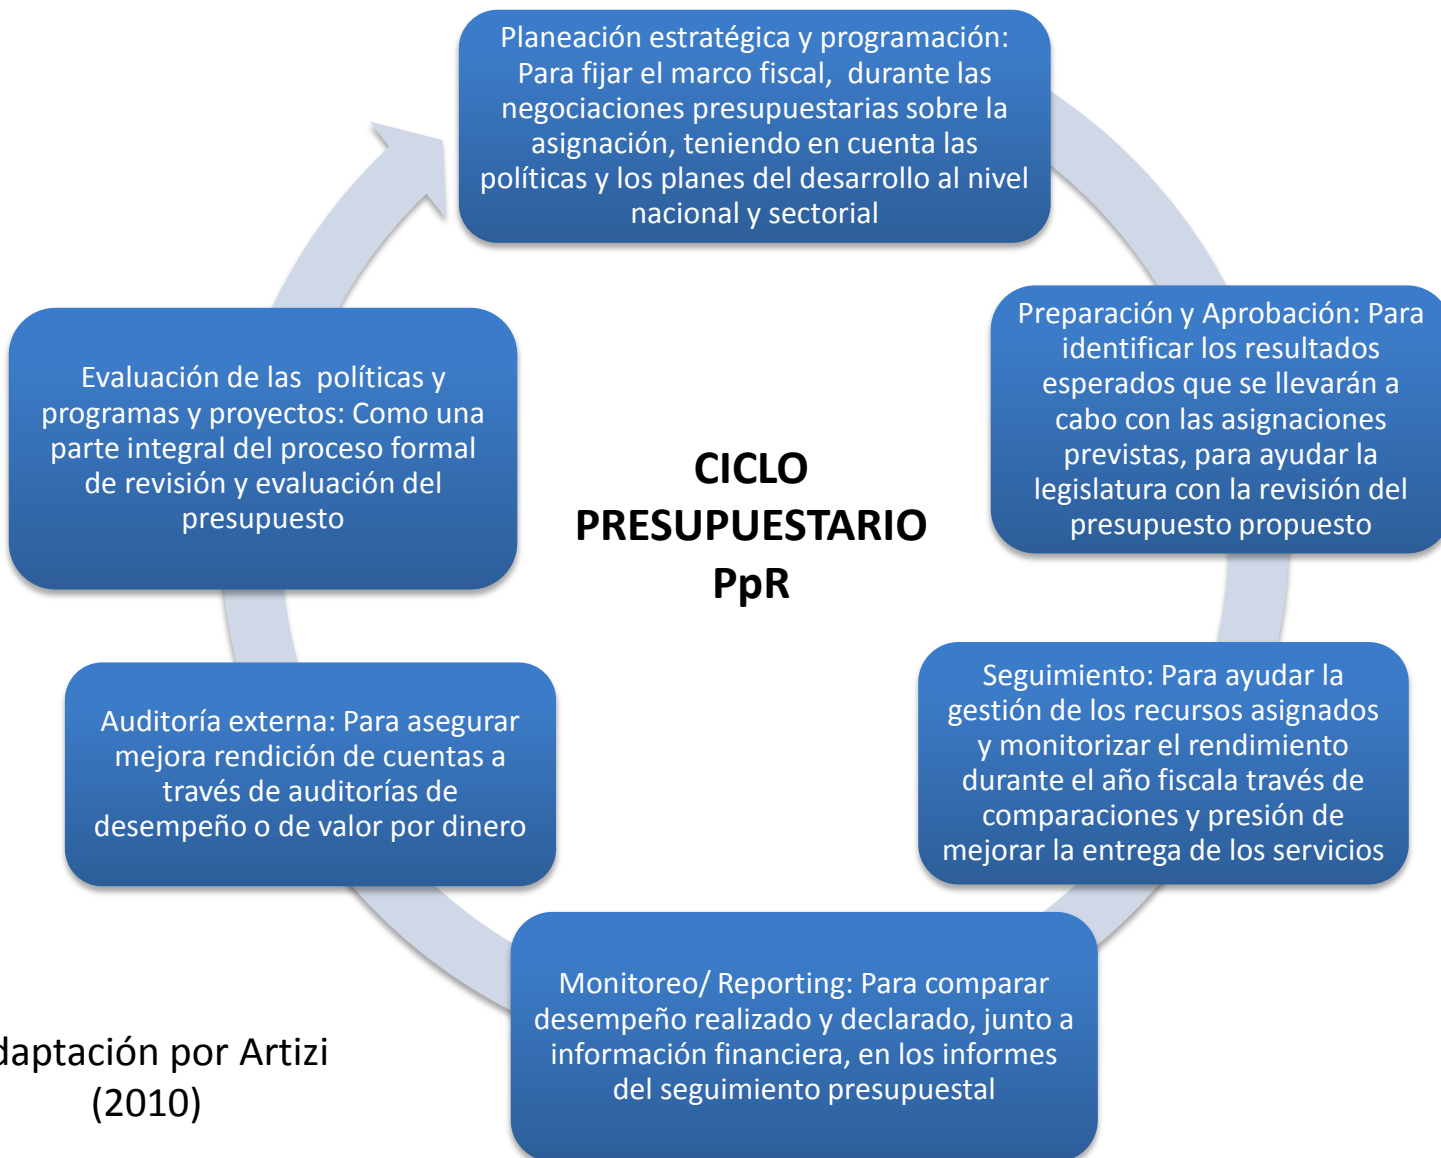 Planeación estratégica y programación:
Para fijar el marco fiscal, durante las
negociaciones presupuestarias sobre la
asignación, teniendo en cuenta las
políticas y los planes del desarrollo al nivel
nacional y sectorial
Preparación y Aprobación: Para
identificar los resultados
esperados que se llevarán a
cabo con las asignaciones
previstas, para ayudar la
legislatura con la revisión del
presupuesto propuesto
Seguimiento: Para ayudar la
gestión de los recursos asignados
y monitorizar el rendimiento
durante el año fiscala través de
comparaciones y presión de
mejorar la entrega de los servicios
Monitoreo/ Reporting: Para comparar
desempeño realizado y declarado, junto a
información financiera, en los informes
del seguimiento presupuestal
Auditoría externa: Para asegurar
mejora rendición de cuentas a
través de auditorías de
desempeño o de valor por dinero
Evaluación de las políticas y
programas y proyectos: Como una
parte integral del proceso formal
de revisión y evaluación del
presupuesto
CICLO
PRESUPUESTARIO
PpR
daptación por Artizi
(2010)